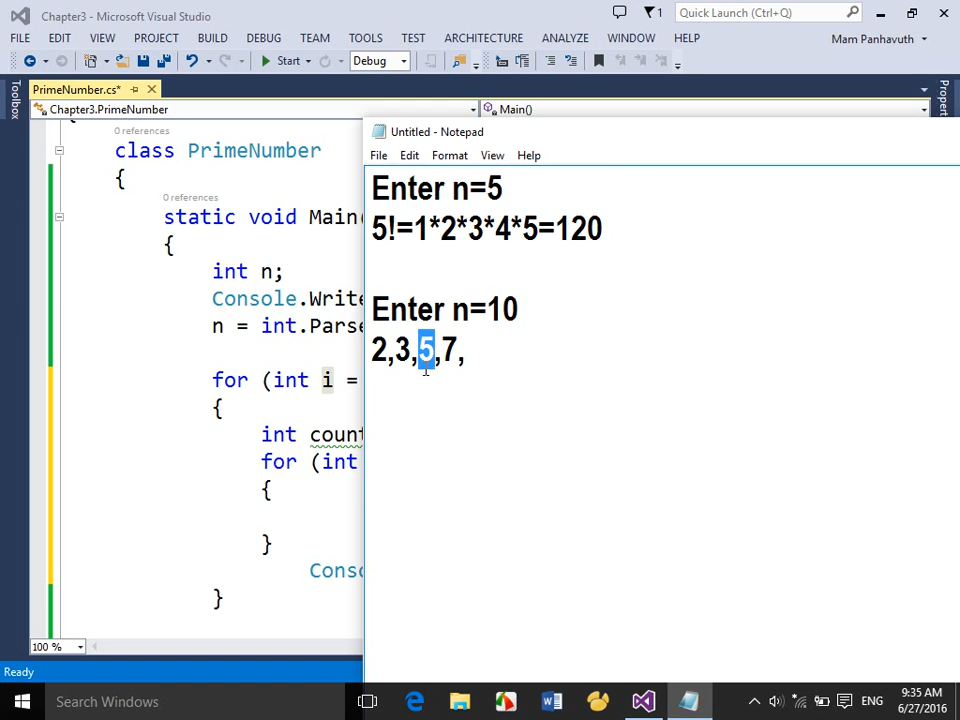 Chapter3 - Microsoft Visual Studio
1
Quick Launch (Ctrl+Q)
FILE EDIT VIEW PROJECT BUILD DEBUG TEAM TOOLS TEST ARCHITECTURE ANALYZE WINDOW HELP
Mam Panhavuth
Start
Debug
Toolbox
PrimeNumber.cs*
Chapter3.PrimeNumber
Main()
Propert
0 references
class PrimeNumber
{
0 references
static void Main(
{
int n;
Console.Write
n = int.Parse
for (int i =
{
int count
for (int
{
}
Conso
}
100 %
Ready
Untitled - Notepad
File Edit Format View Help
Enter n=5
5!=1*2*3*4*5=120
Enter n=10
2,3,5,7,
Search Windows
ENG
9:35 AM
6/27/2016